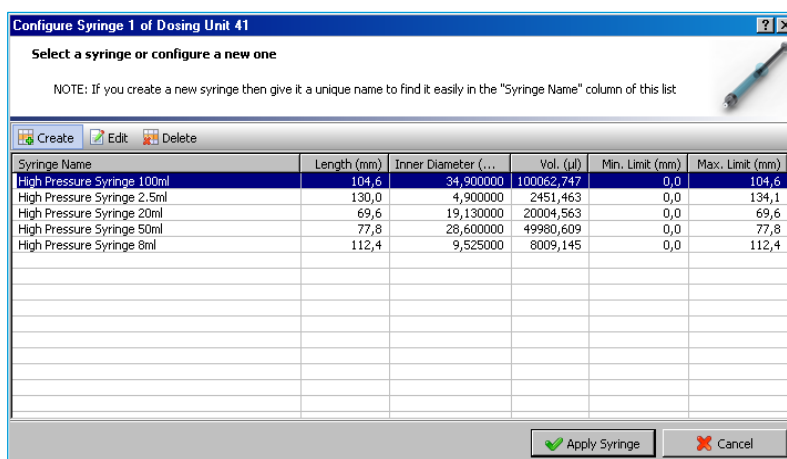 Configure Syringe 1 of Dosing Unit 41
Select a syringe or configure a new one
NOTE: If you create a new syringe then give it a unique name to find it easily in the "Syringe Name" column of this list
Create Edit Delete
Syringe Name Length (mm) Inner Diameter (... Vol. (µl) Min. Limit (mm) Max. Limit (mm)
High Pressure Syringe 100ml 104,6 34,900000 100062,747 0,0 104,6
High Pressure Syringe 2.5ml 130,0 4,900000 2451,463 0,0 134,1
High Pressure Syringe 20ml 69,6 19,130000 20004,563 0,0 69,6
High Pressure Syringe 50ml 77,8 28,600000 49980,609 0,0 77,8
High Pressure Syringe 8ml 112,4 9,525000 8009,145 0,0 112,4
Apply Syringe Cancel